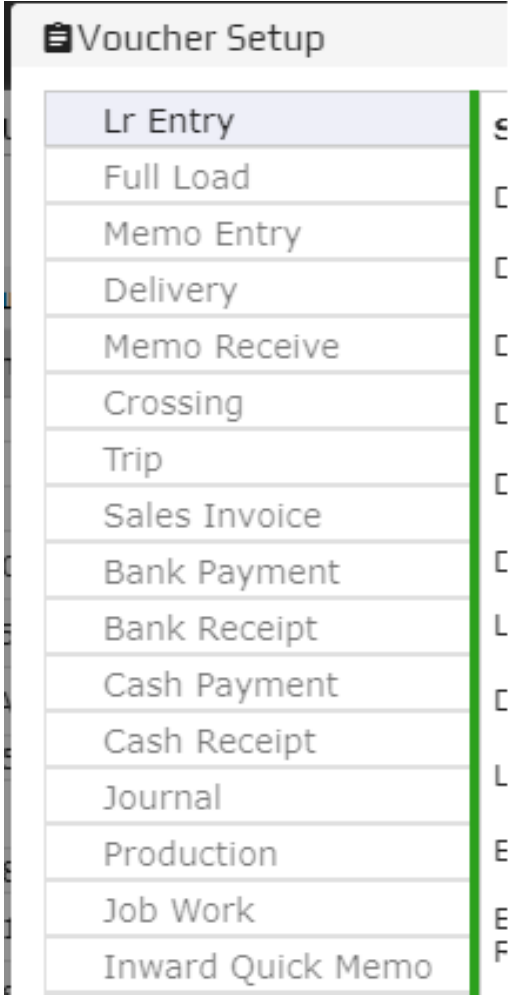 Voucher Setup
Lr Entry
Full Load
Memo Entry
Delivery
Memo Receive
Crossing
Trip
Sales Invoice
Bank Payment
Bank Receipt
Cash Payment
Cash Receipt
Journal
Production
Job Work
Inward Quick Memo